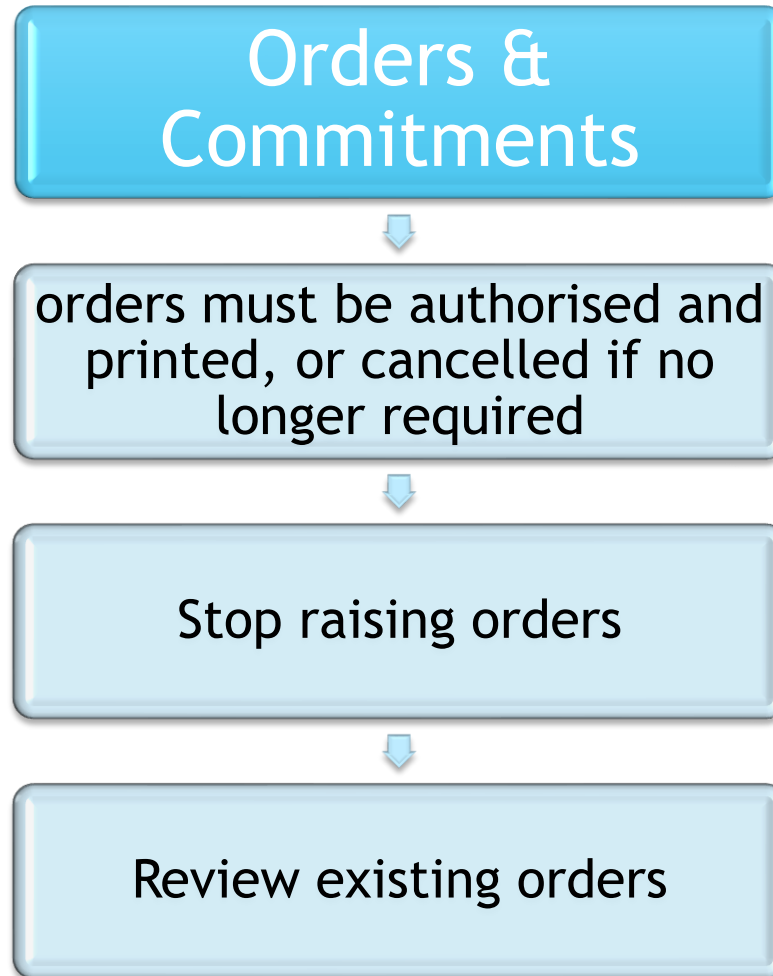 Orders &
Commitments
orders must be authorised and
printed, or cancelled if no
longer required
Stop raising orders
Review existing orders